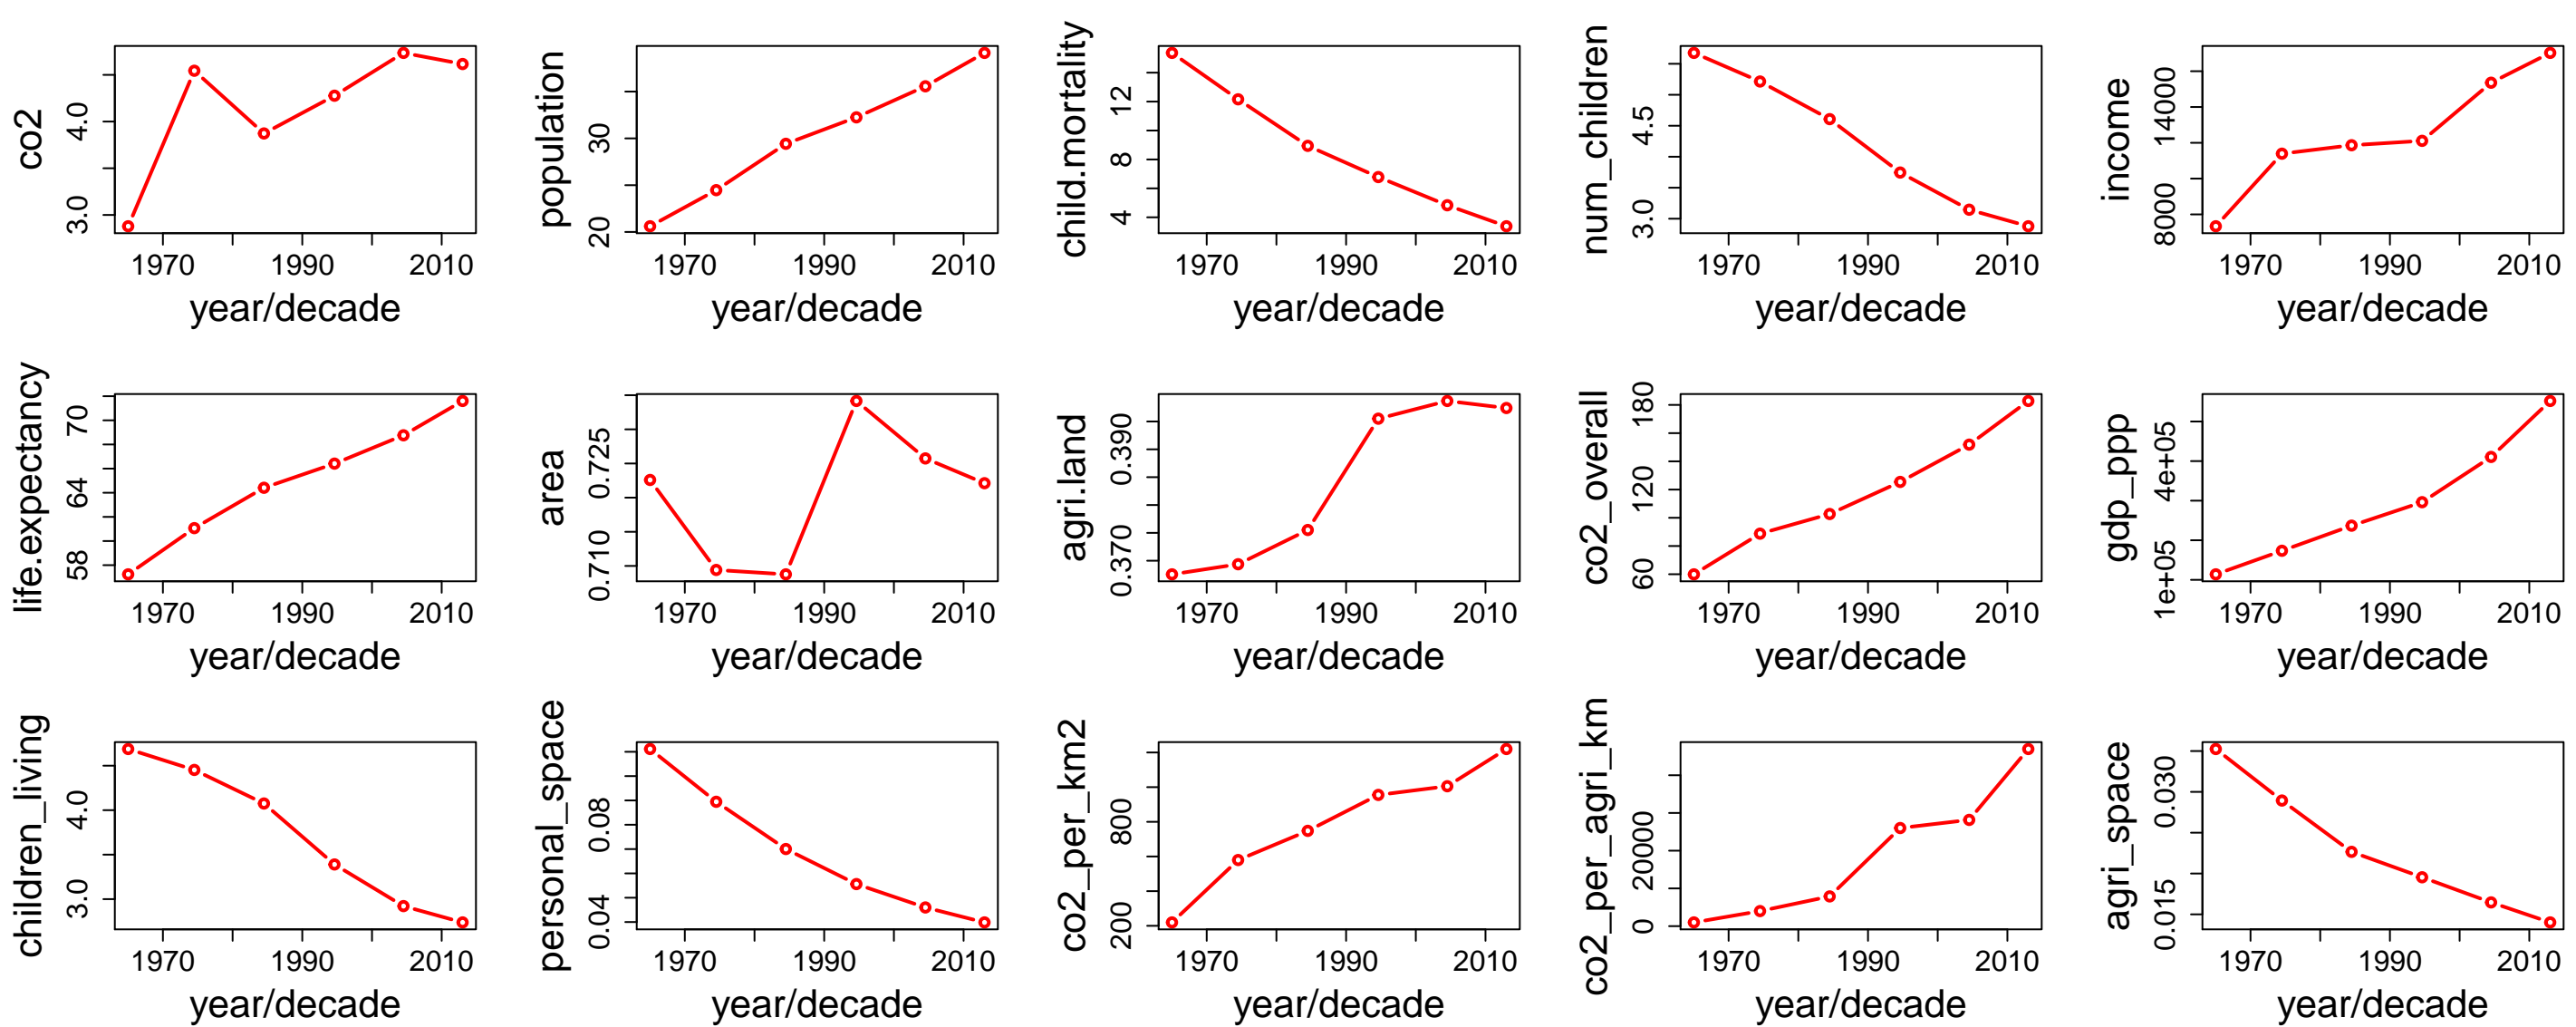 co2
3.0 4.0
1970 1990 2010
year/decade
population
20 30
1970 1990 2010
year/decade
child.mortality
4 8 12
1970 1990 2010
year/decade
num_children
3.0 4.5
1970 1990 2010
year/decade
income
8000 14000
1970 1990 2010
year/decade
life.expectancy
58 64 70
1970 1990 2010
year/decade
area
0.710 0.725
1970 1990 2010
year/decade
agri.land
0.370 0.390
1970 1990 2010
year/decade
co2_overall
60 120 180
1970 1990 2010
year/decade
gdp_ppp
1e+05 4e+05
1970 1990 2010
year/decade
children_living
3.0 4.0
1970 1990 2010
year/decade
personal_space
0.04 0.08
1970 1990 2010
year/decade
co2_per_km2
200 800
1970 1990 2010
year/decade
co2_per_agri_km
0 20000
1970 1990 2010
year/decade
agri_space
0.015 0.030
1970 1990 2010
year/decade